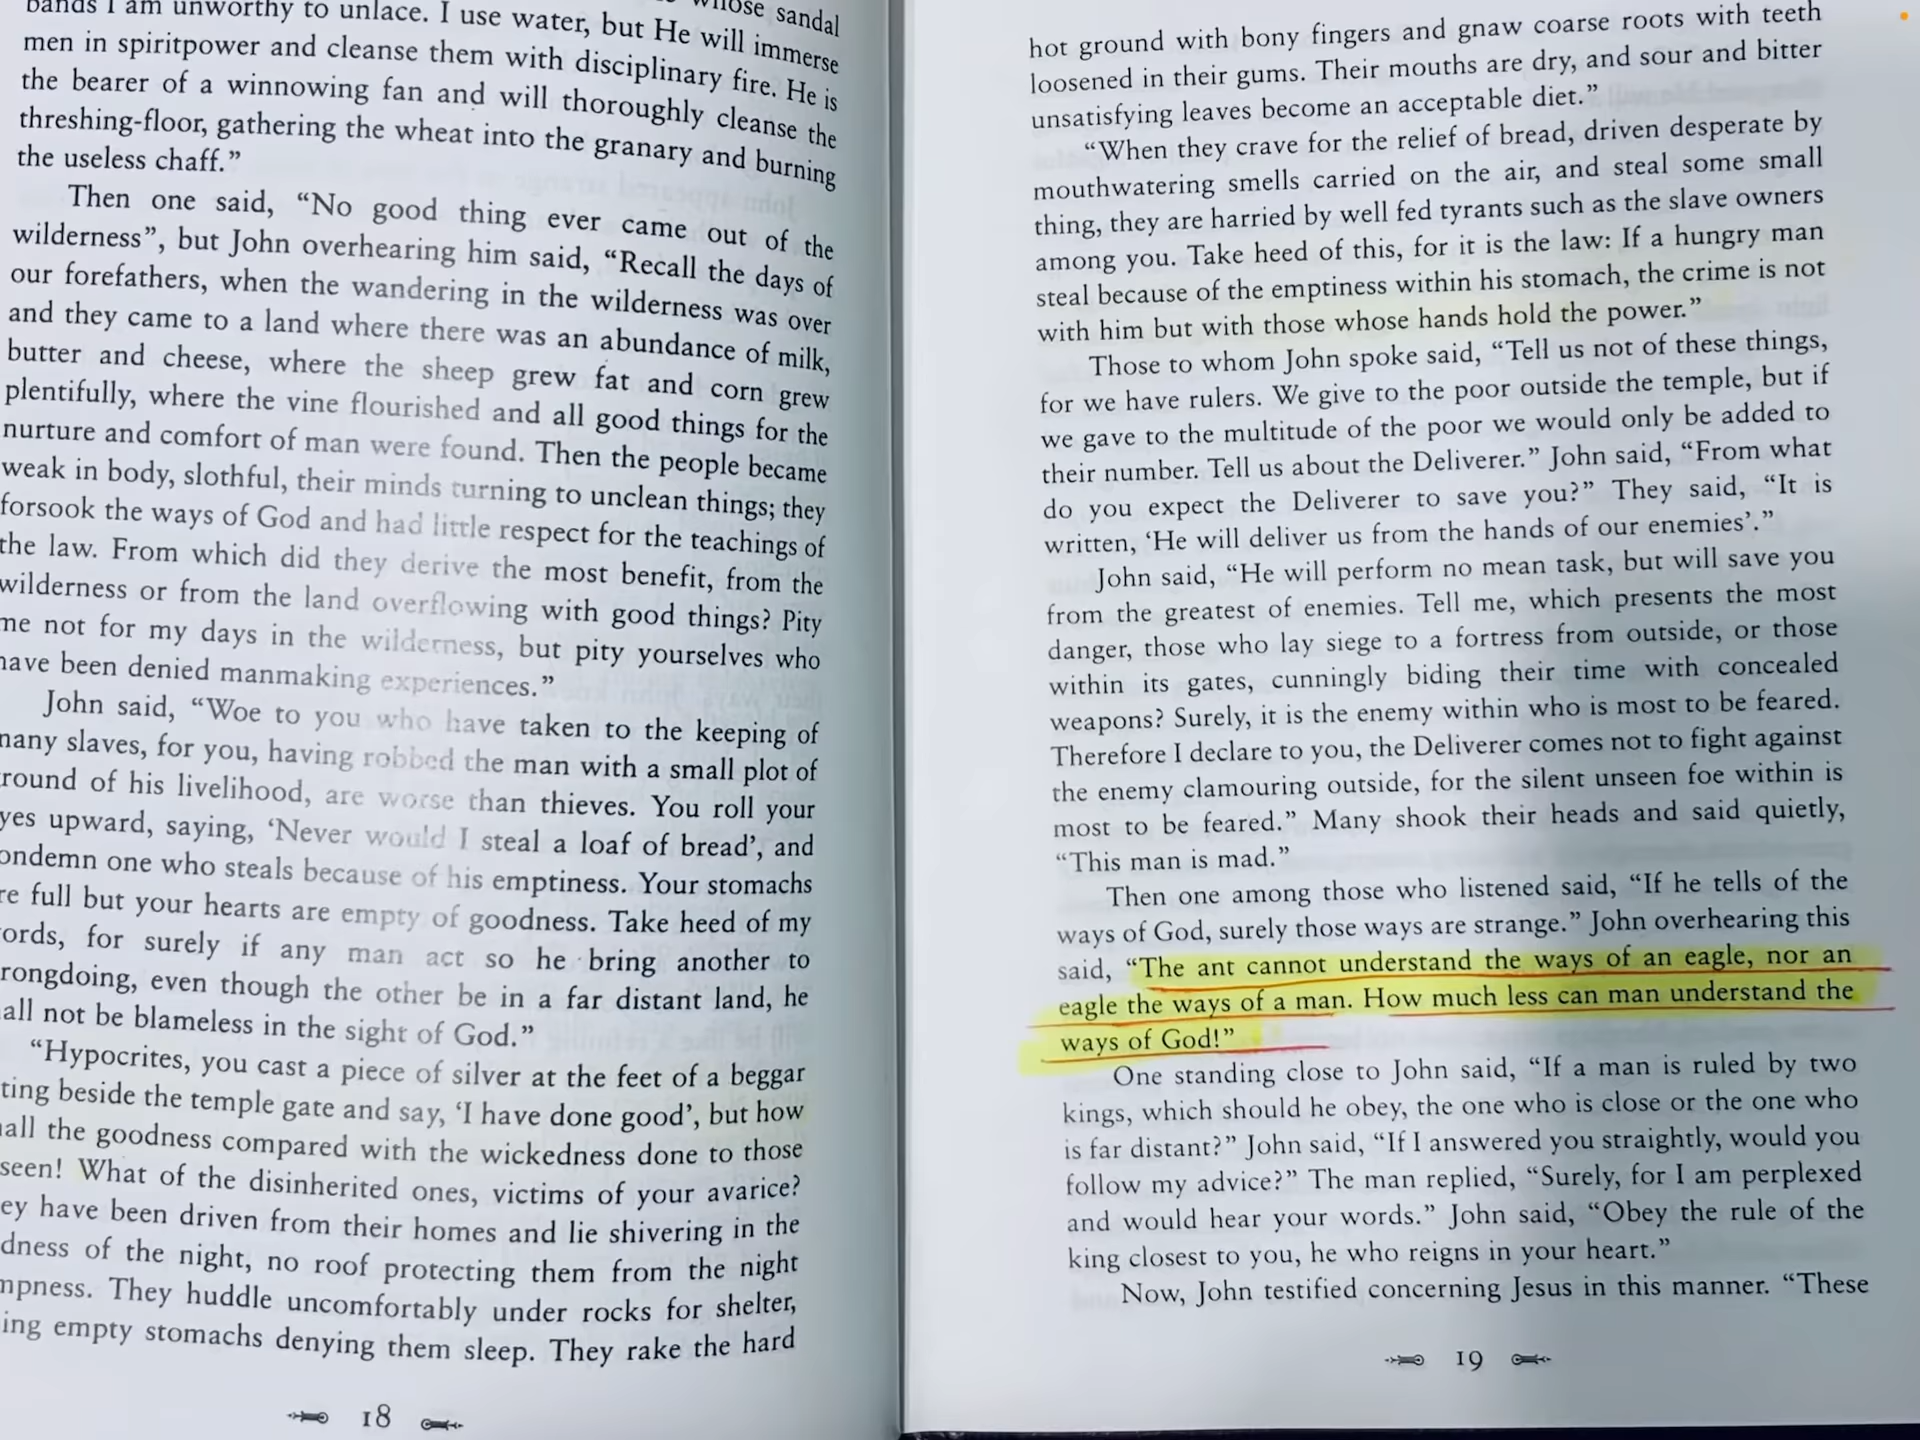 whose sandal
bands I am unworthy to unlace. I use water, but He will immerse
men in spiritpower and cleanse them with disciplinary fire. He is
the bearer of a winnowing fan and will thoroughly cleanse the
threshing-floor, gathering the wheat into the granary and burning
the useless chaff.”
Then one said, “No good thing ever came out of the
wilderness”, but John overhearing him said, “Recall the days of
our forefathers, when the wandering in the wilderness was over
and they came to a land where there was an abundance of milk,
butter and cheese, where the sheep grew fat and corn grew
plentifully, where the vine flourished and all good things for the
nurture and comfort of man were found. Then the people became
weak in body, slothful, their minds turning to unclean things; they
forsook the ways of God and had little respect for the teachings of
the law. From which did they derive the most benefit, from the
wilderness or from the land overflowing with good things? Pity
me not for my days in the wilderness, but pity yourselves who
have been denied manmaking experiences.”
John said, “Woe to you who have taken to the keeping of
many slaves, for you, having robbed the man with a small plot of
round of his livelihood, are worse than thieves. You roll your
yes upward, saying, ‘Never would I steal a loaf of bread’, and
ondemn one who steals because of his emptiness. Your stomachs
re full but your hearts are empty of goodness. Take heed of my
ords, for surely if any man act so he bring another to
rongdoing, even though the other be in a far distant land, he
all not be blameless in the sight of God.”
“Hypocrites, you cast a piece of silver at the feet of a beggar
ting beside the temple gate and say, ‘I have done good’, but how
all the goodness compared with the wickedness done to those
seen! What of the disinherited ones, victims of your avarice?
ey have been driven from their homes and lie shivering in the
dness of the night, no roof protecting them from the night
mpness. They huddle uncomfortably under rocks for shelter,
ing empty stomachs denying them sleep. They rake the hard
18
hot ground with bony fingers and gnaw coarse roots with teeth
loosened in their gums. Their mouths are dry, and sour and bitter
unsatisfying leaves become an acceptable diet.”
“When they crave for the relief of bread, driven desperate by
mouthwatering smells carried on the air, and steal some small
thing, they are harried by well fed tyrants such as the slave owners
among you. Take heed of this, for it is the law: If a hungry man
steal because of the emptiness within his stomach, the crime is not
with him but with those whose hands hold the power.”
Those to whom John spoke said, “Tell us not of these things,
for we have rulers. We give to the poor outside the temple, but if
we gave to the multitude of the poor we would only be added to
their number. Tell us about the Deliverer.” John said, “From what
do you expect the Deliverer to save you?” They said, “It is
written, ‘He will deliver us from the hands of our enemies’.”
John said, “He will perform no mean task, but will save you
from the greatest of enemies. Tell me, which presents the most
danger, those who lay siege to a fortress from outside, or those
within its gates, cunningly biding their time with concealed
weapons? Surely, it is the enemy within who is most to be feared.
Therefore I declare to you, the Deliverer comes not to fight against
the enemy clamouring outside, for the silent unseen foe within is
most to be feared.” Many shook their heads and said quietly,
“This man is mad.”
Then one among those who listened said, “If he tells of the
ways of God, surely those ways are strange.” John overhearing this
said, “The ant cannot understand the ways of an eagle, nor an
eagle the ways of a man. How much less can man understand the
ways of God!”
One standing close to John said, “If a man is ruled by two
kings, which should he obey, the one who is close or the one who
is far distant?” John said, “If I answered you straightly, would you
follow my advice?” The man replied, “Surely, for I am perplexed
and would hear your words.” John said, “Obey the rule of the
king closest to you, he who reigns in your heart.”
Now, John testified concerning Jesus in this manner. “These
19